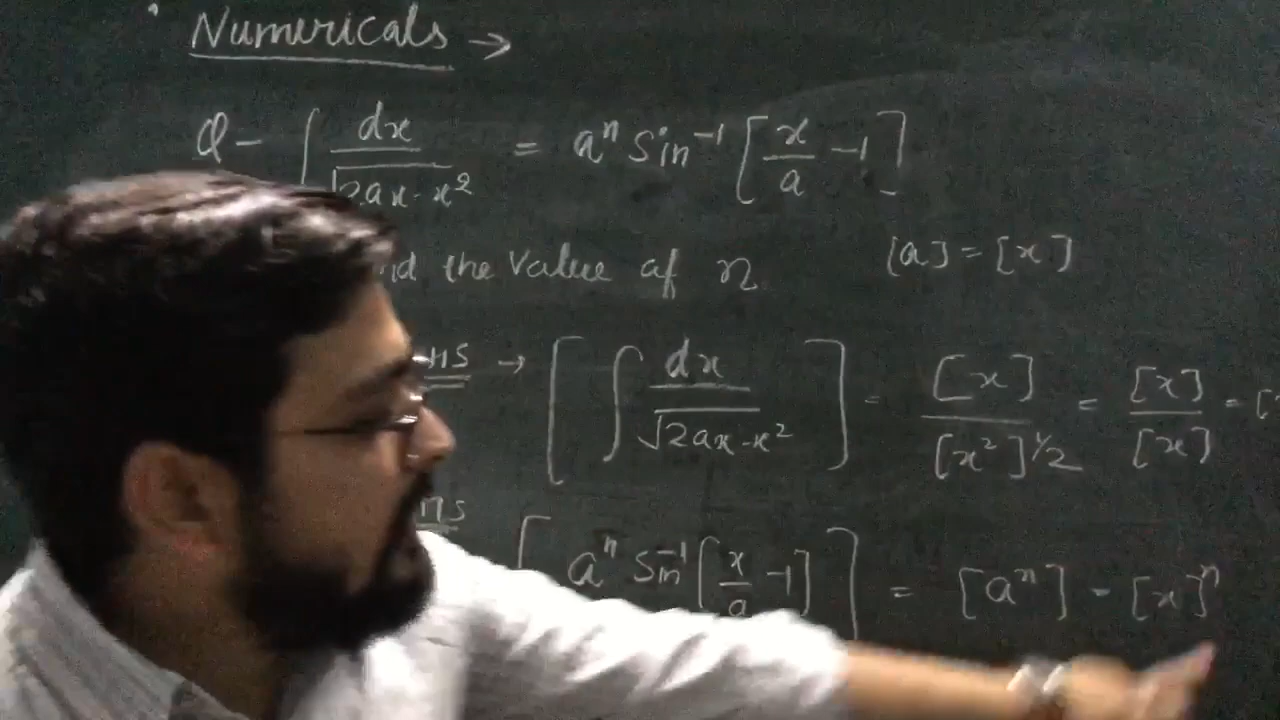 Numericals →
Q- ∫ dx / √2ax-x² = aⁿ Sin⁻¹ [x/a -1]
the Value of n [a] = [x]
HS → [∫ dx / √2ax-x²] = [x] / [x²]^1/2 = [x] / [x] =
[aⁿ Sin⁻¹ [x/a -1]] = [aⁿ] = [x]ⁿ